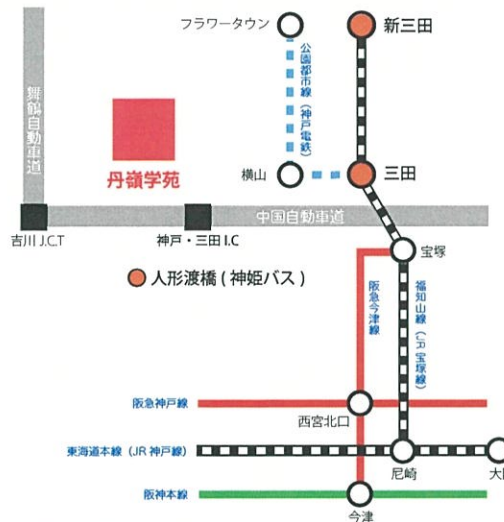 フラワータウン
新三田
公園都市線（神戸電鉄）
舞鶴自動車道
丹嶺学苑
横山
三田
中国自動車道
吉川 J.C.T
神戸・三田 I.C
宝塚
人形渡橋 ( 神姫バス )
阪急今津線
福知山線（JR 宝塚線）
阪急神戸線
西宮北口
東海道本線（JR 神戸線）
尼崎
阪神本線
今津